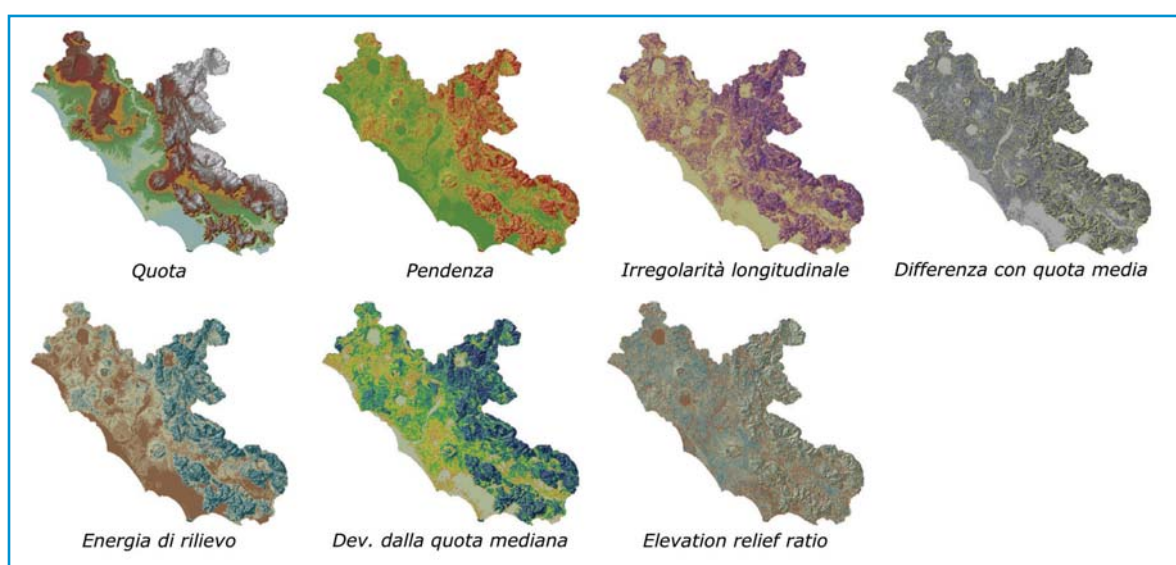 Quota
Pendenza
Irregolarità longitudinale
Differenza con quota media
Energia di rilievo
Dev. dalla quota mediana
Elevation relief ratio